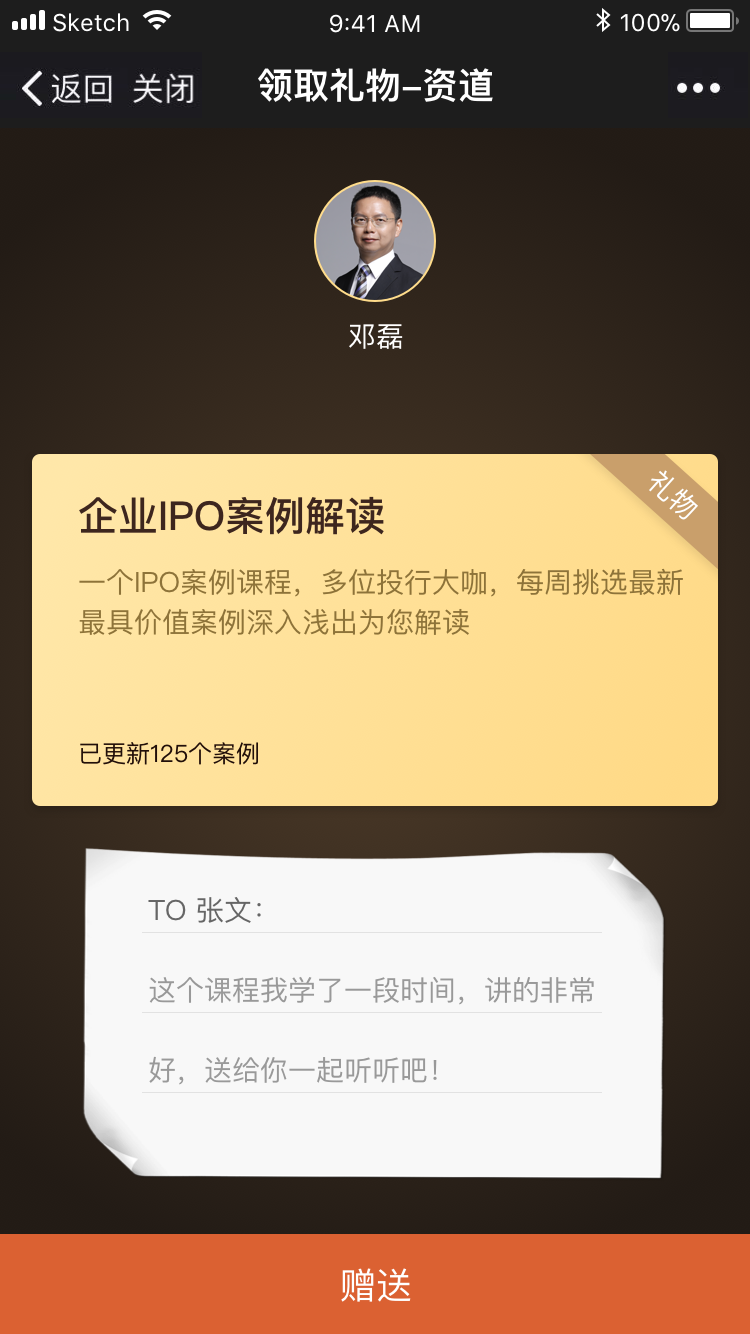 Sketch 9:41 AM 100%
返回 关闭 领取礼物–资道
邓磊
礼物
企业IPO案例解读
一个IPO案例课程，多位投行大咖，每周挑选最新
最具价值案例深入浅出为您解读
已更新125个案例
TO 张文：
这个课程我学了一段时间，讲的非常
好，送给你一起听听吧！
赠送